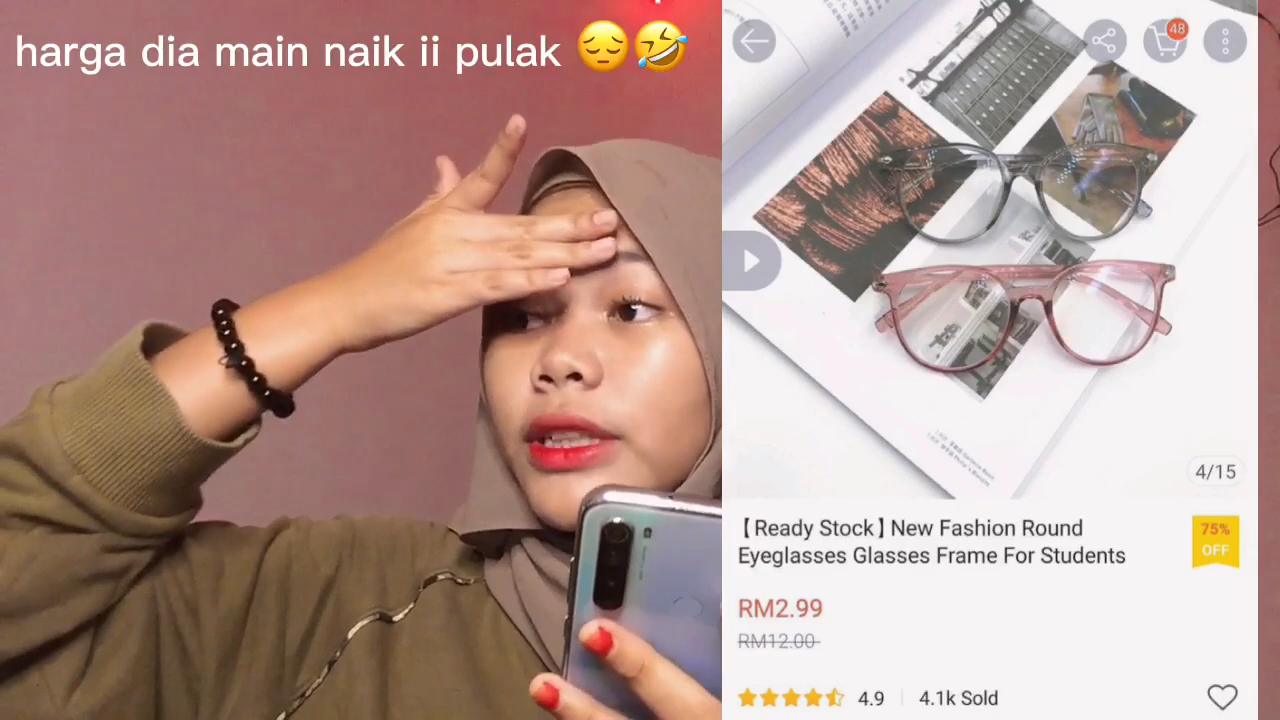 harga dia main naik ii pulak 😔🤣
48
4/15
【Ready Stock】New Fashion Round
Eyeglasses Glasses Frame For Students
75%
OFF
RM2.99
RM12.00
4.9
4.1k Sold